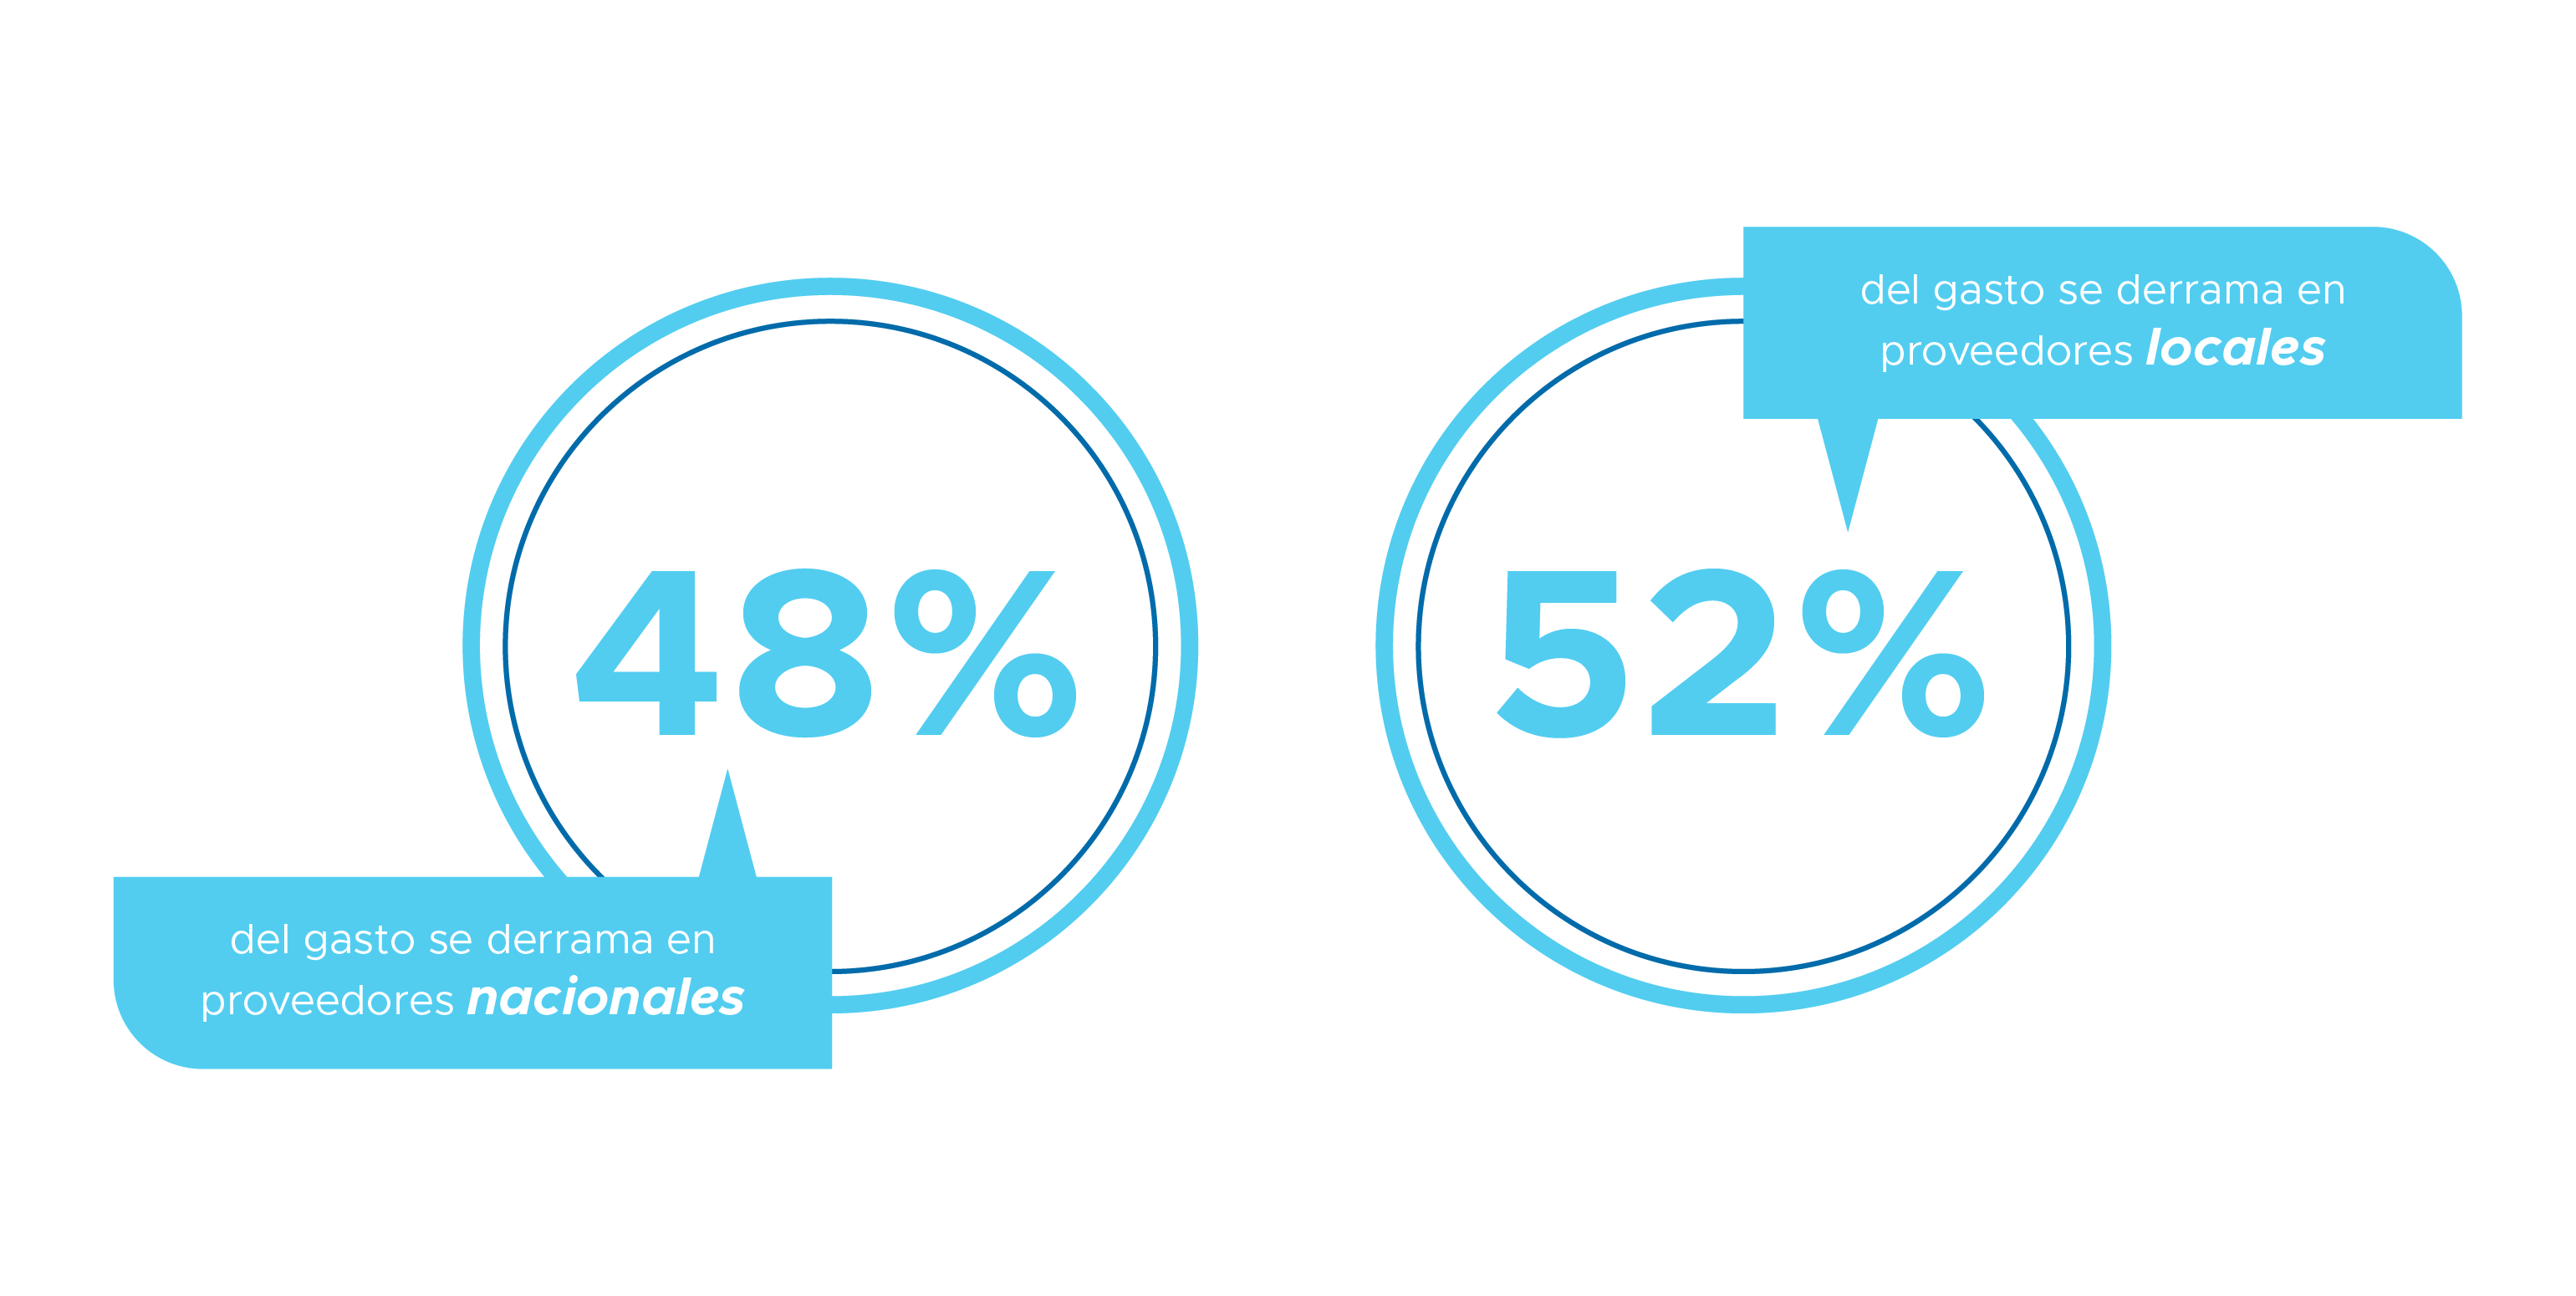 48%
del gasto se derrama en
proveedores nacionales
del gasto se derrama en
proveedores locales
52%